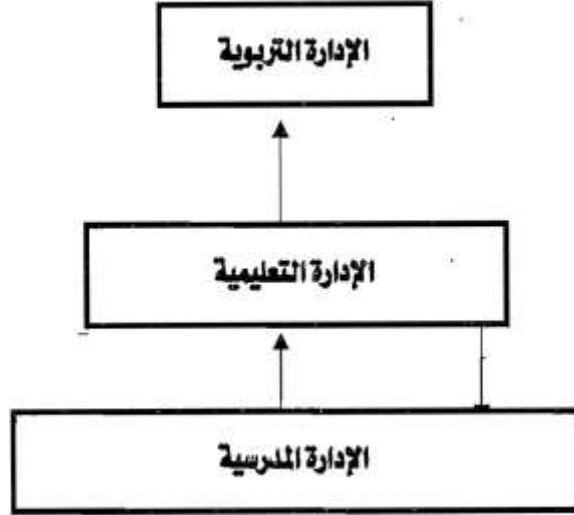 الإدارة التربوية
الإدارة التعليمية
الإدارة المدرسية